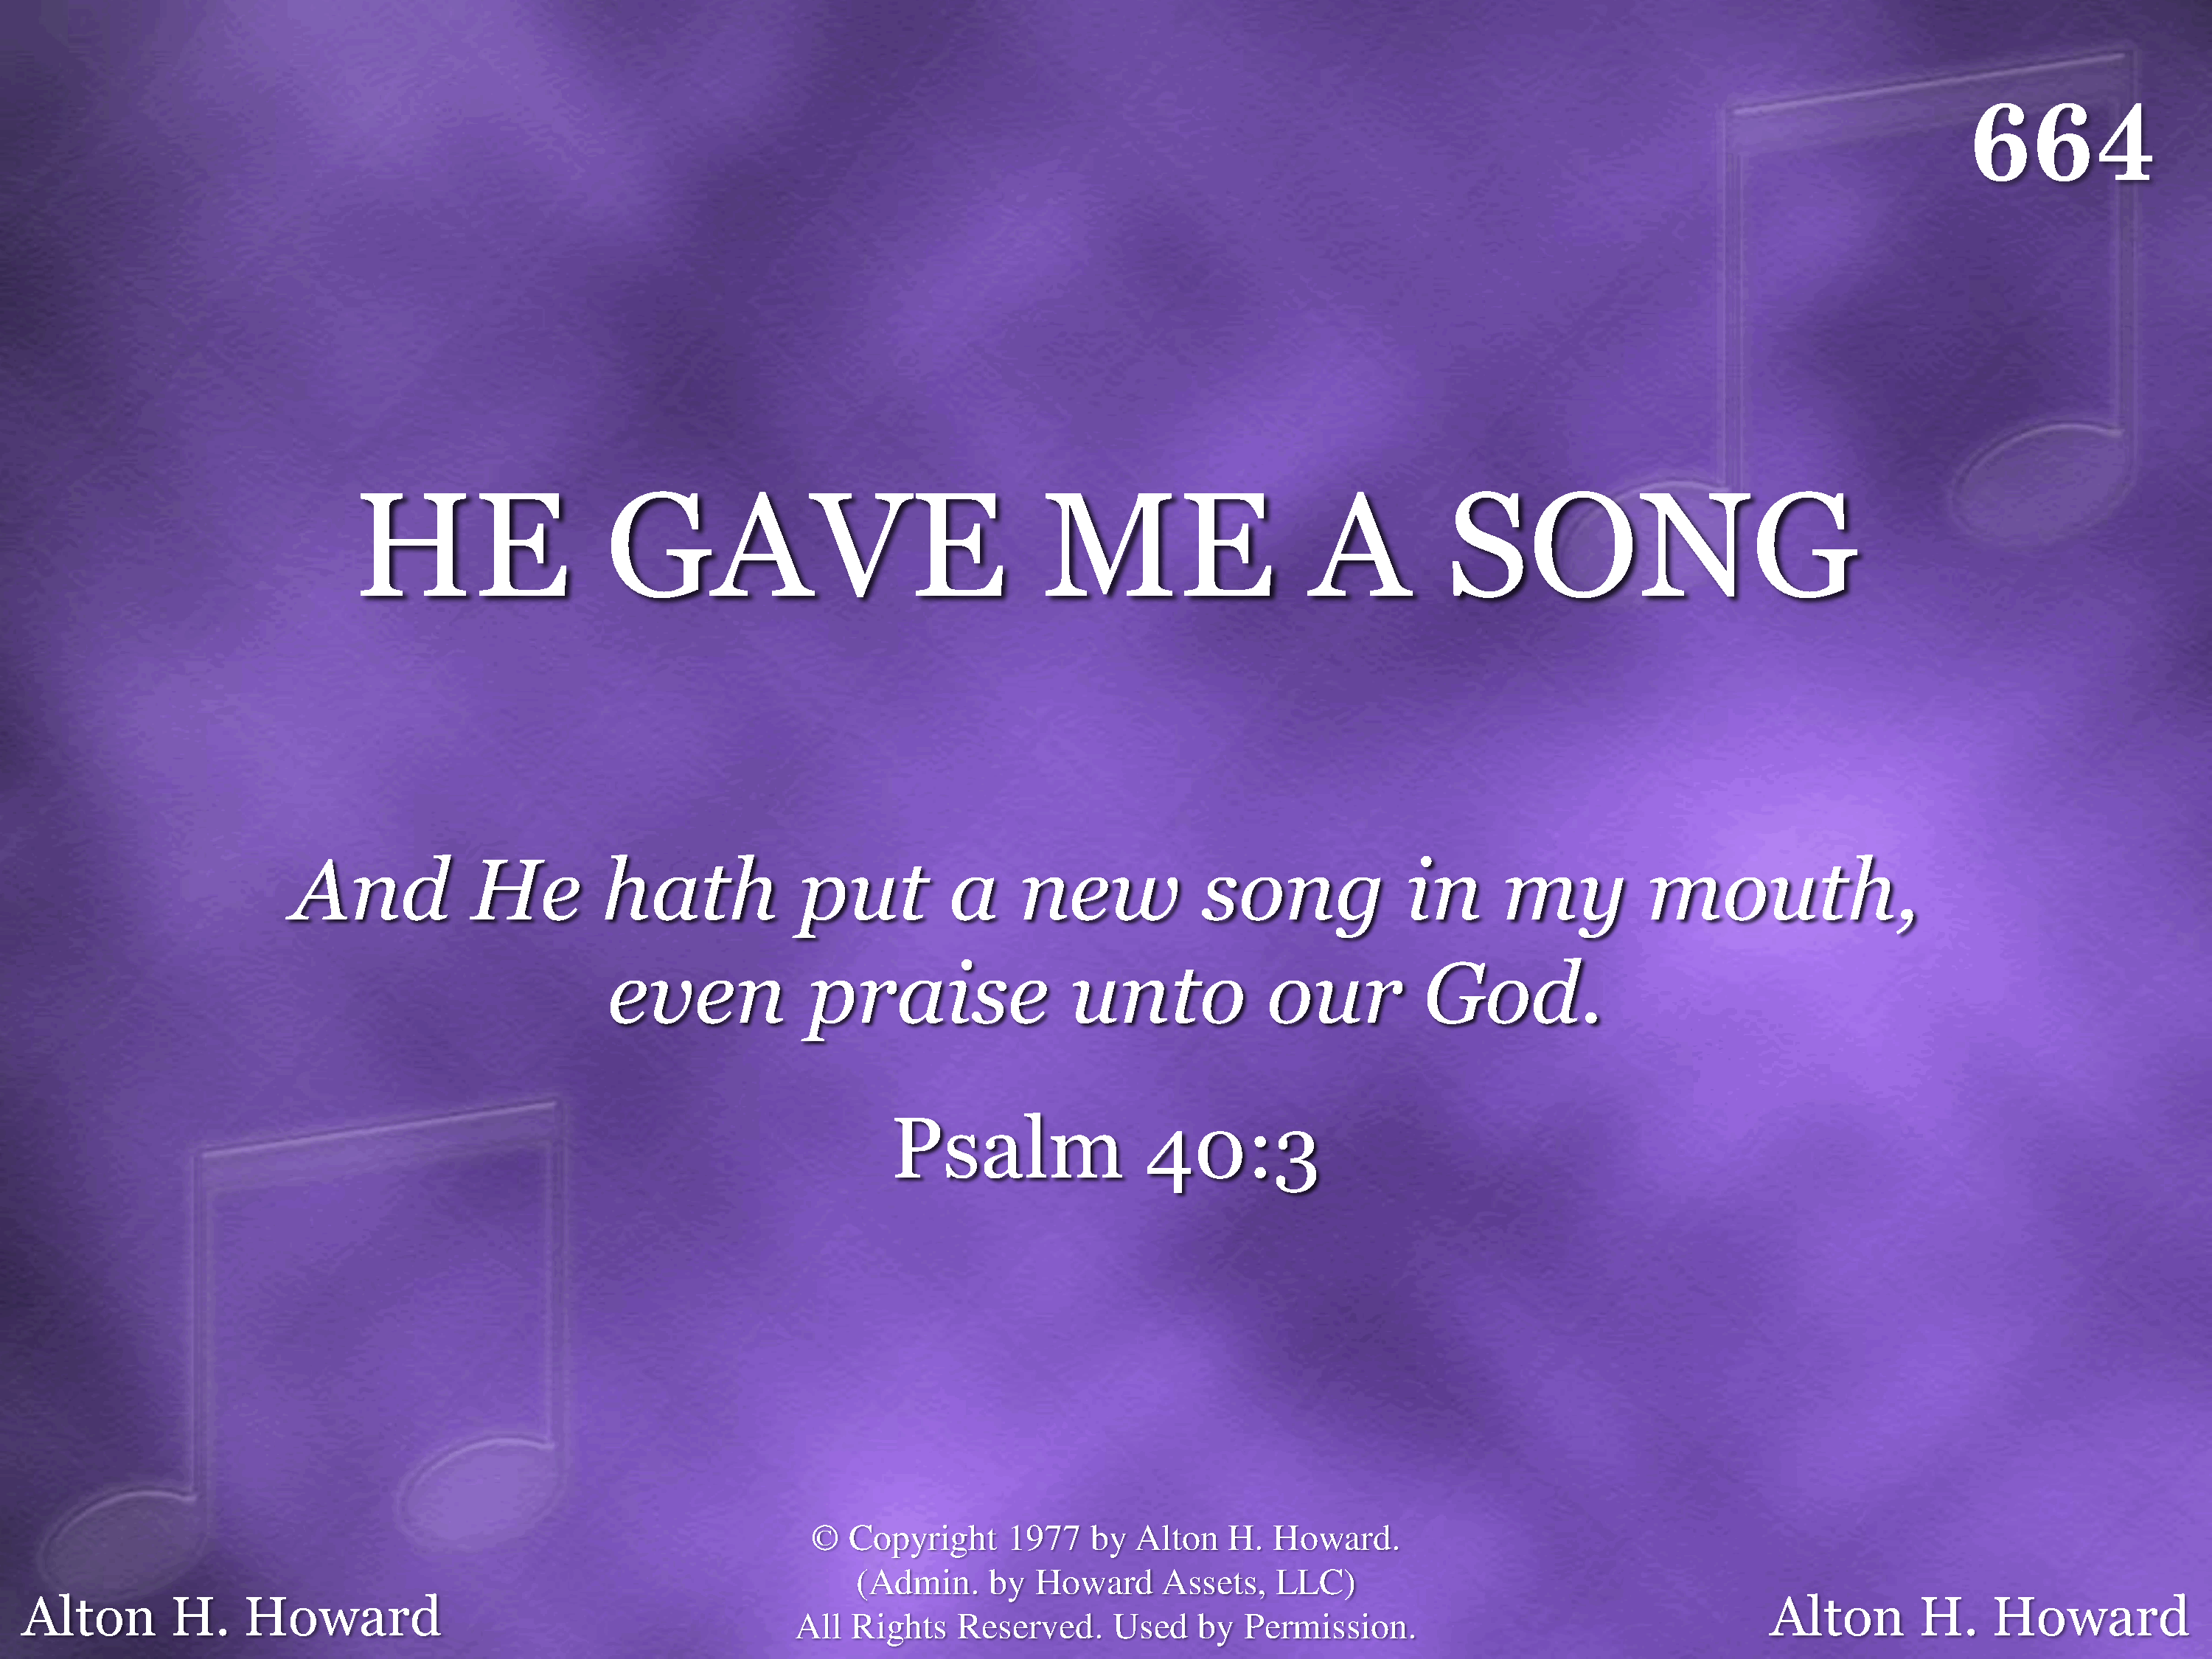 664
HE GAVE ME A SONG
And He hath put a new song in my mouth,
even praise unto our God.
Psalm 40:3
© Copyright 1977 by Alton H. Howard.
(Admin. by Howard Assets, LLC)
All Rights Reserved. Used by Permission.
Alton H. Howard
Alton H. Howard